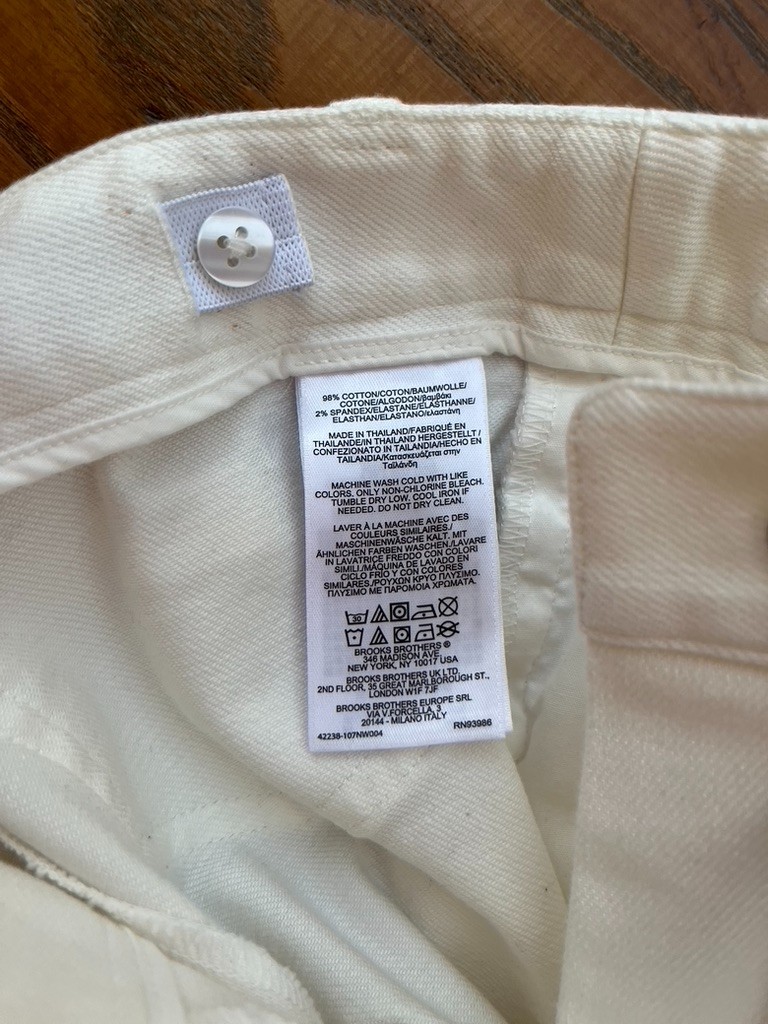 98% COTTON/COTON/BAUMWOLLE/
COTONE/ALGODON/βαμβάκι
2% SPANDEX/ELASTANE/ELASTHANNE/
ELASTHAN/ELASTANO/ελαστάνη
MADE IN THAILAND/FABRIQUÉ EN
THAILANDE/IN THAILAND HERGESTELLT/
CONFEZIONATO IN TAILANDIA/HECHO EN
TAILANDIA/Κατασκευάζεται στην
Ταϊλάνδη
MACHINE WASH COLD WITH LIKE
COLORS. ONLY NON-CHLORINE BLEACH.
TUMBLE DRY LOW. COOL IRON IF
NEEDED. DO NOT DRY CLEAN.
LAVER À LA MACHINE AVEC DES
COULEURS SIMILAIRES./
MASCHINENWÄSCHE KALT. MIT
ÄHNLICHEN FARBEN WASCHEN./LAVARE
IN LAVATRICE FREDDO CON COLORI
SIMILI./MÁQUINA DE LAVADO EN
CICLO FRÍO Y CON COLORES
SIMILARES./ΡΟΥΧΩΝ ΚΡΥΟ ΠΛΥΣΙΜΟ.
ΠΛΥΣΙΜΟ ΜΕ ΠΑΡΟΜΟΙΑ ΧΡΩΜΑΤΑ.
30
BROOKS BROTHERS ®
346 MADISON AVE.
NEW YORK, NY 10017 USA
BROOKS BROTHERS UK LTD.
2ND FLOOR, 35 GREAT MARLBOROUGH ST.,
LONDON W1F 7JF
BROOKS BROTHERS EUROPE SRL
VIA V.FORCELLA, 3
20144 - MILANO ITALY
42238-107NW004 RN93986